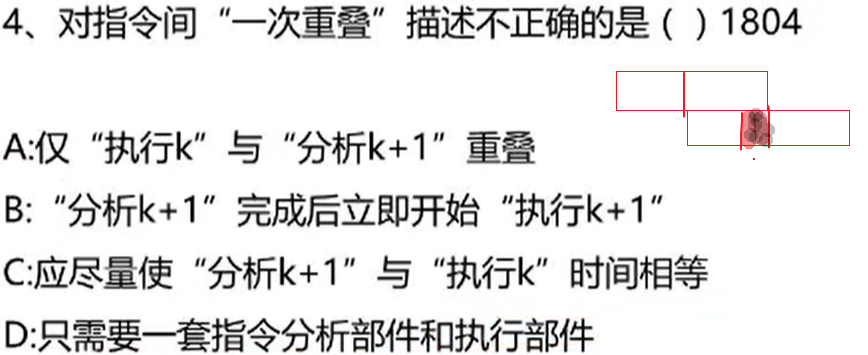 4、对指令间“一次重叠”描述不正确的是（ ）1804
A:仅“执行k”与“分析k+1”重叠
B:“分析k+1”完成后立即开始“执行k+1”
C:应尽量使“分析k+1”与“执行k”时间相等
D:只需要一套指令分析部件和执行部件